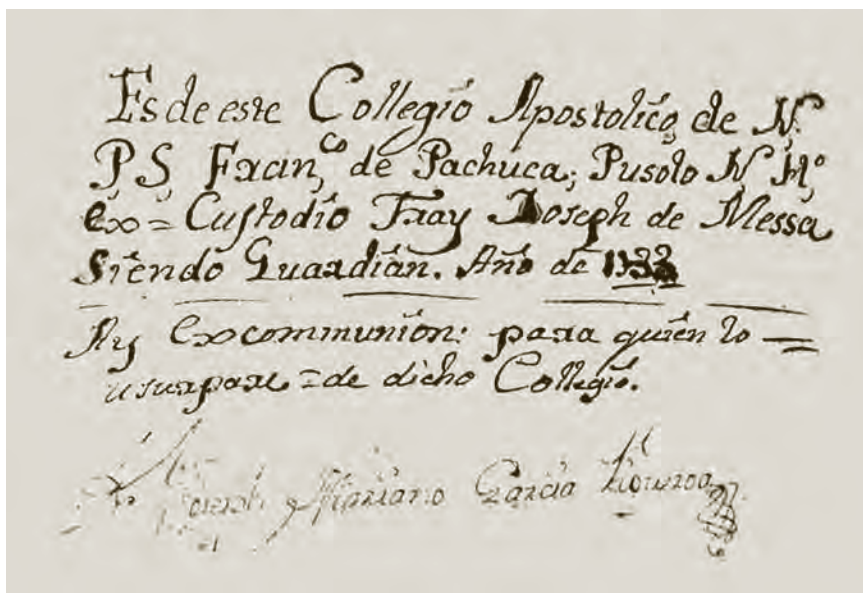 Es de este Collegio Apostolico, de N.
P, S, Fran,co de Pachuca; Pusolo N. H,o
ex=Custodio Fray Joseph de Messa
Siendo Guardian. Año de
Ay Excommunion: para quien lo =
usurpare = de dicho Collegio.
Joseph Mariano Garcia